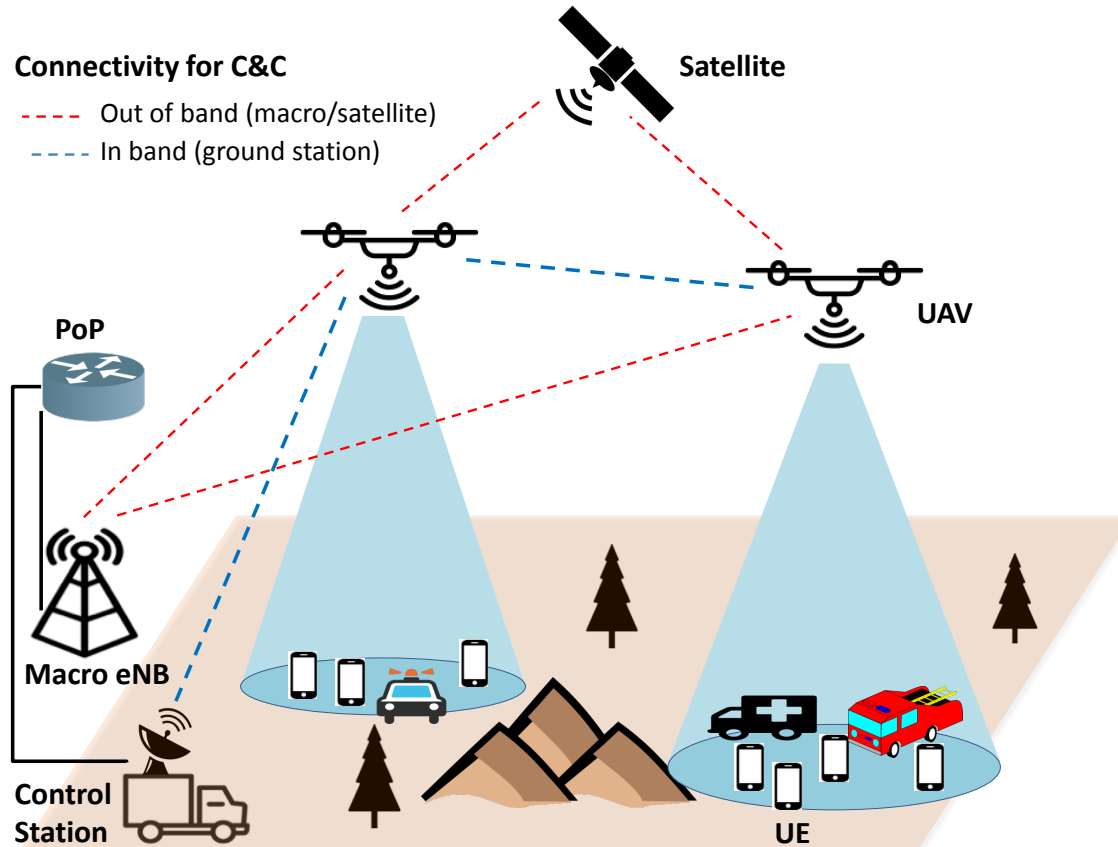 Connectivity for C&C
Out of band (macro/satellite)
In band (ground station)
Satellite
UAV
PoP
Macro eNB
Control
Station
UE